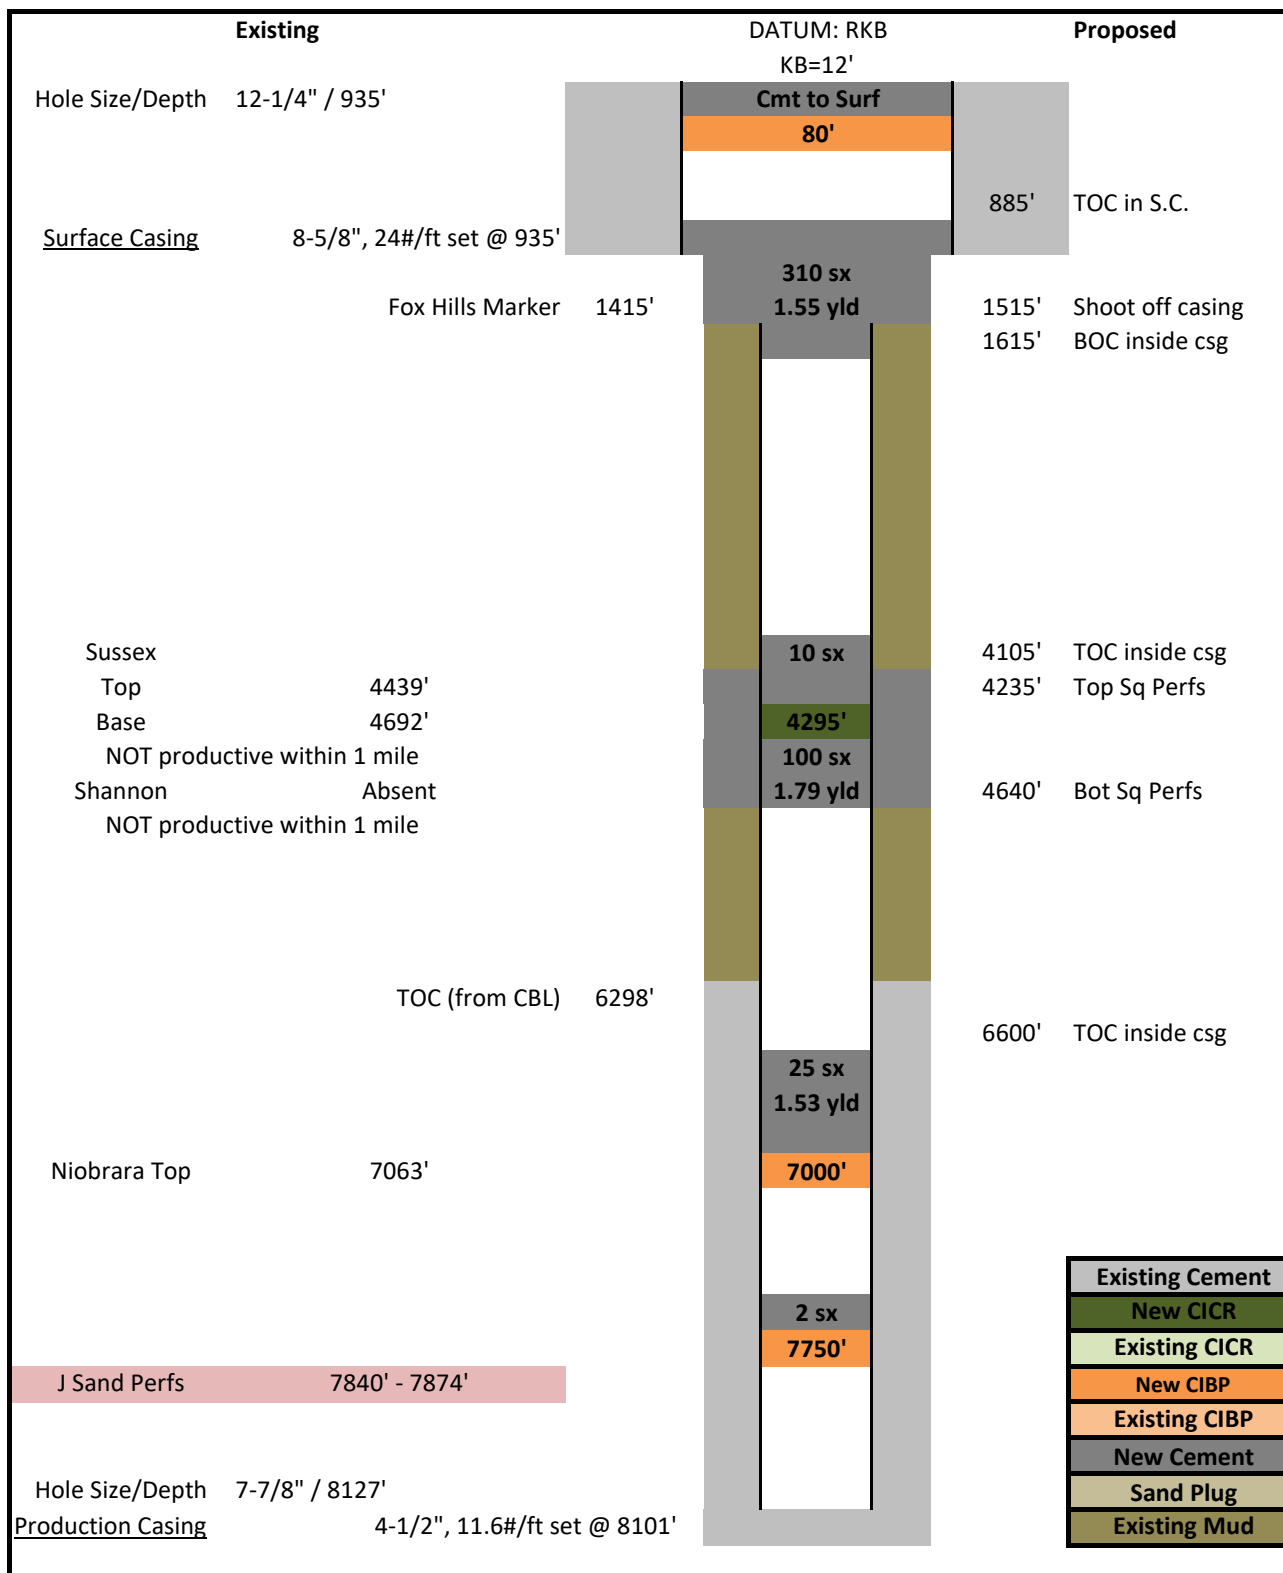 Existing DATUM: RKB Proposed
KB=12'
Hole Size/Depth 12-1/4" / 935' Cmt to Surf
80'
885' TOC in S.C.
Surface Casing 8-5/8", 24#/ft set @ 935'
310 sx
Fox Hills Marker 1415' 1.55 yld 1515' Shoot off casing
1615' BOC inside csg
Sussex 10 sx 4105' TOC inside csg
Top 4439' 4235' Top Sq Perfs
Base 4692' 4295'
NOT productive within 1 mile 100 sx
Shannon Absent 1.79 yld 4640' Bot Sq Perfs
NOT productive within 1 mile
TOC (from CBL) 6298'
6600' TOC inside csg
25 sx
1.53 yld
Niobrara Top 7063' 7000'
Existing Cement
2 sx New CICR
7750' Existing CICR
J Sand Perfs 7840' - 7874' New CIBP
Existing CIBP
New Cement
Hole Size/Depth 7-7/8" / 8127' Sand Plug
Production Casing 4-1/2", 11.6#/ft set @ 8101' Existing Mud